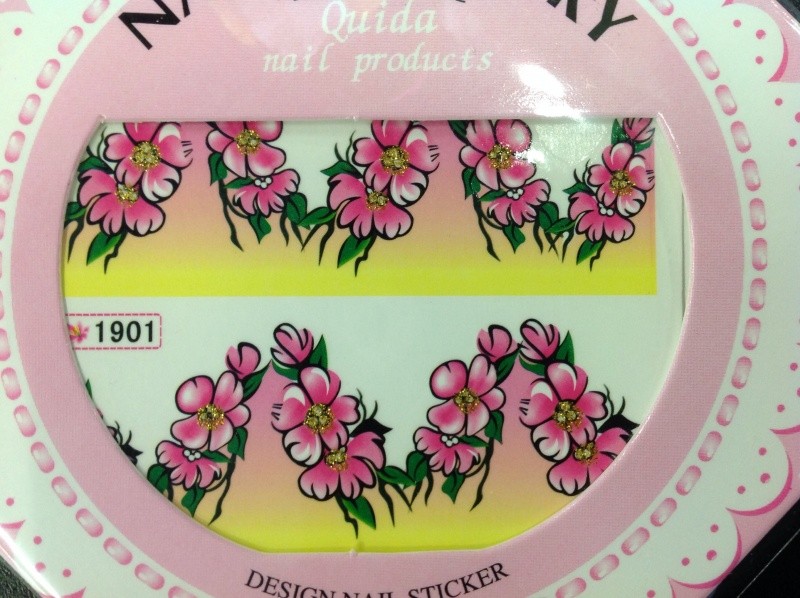 Quida
nail products
1901
DESIGN NAIL STICKER